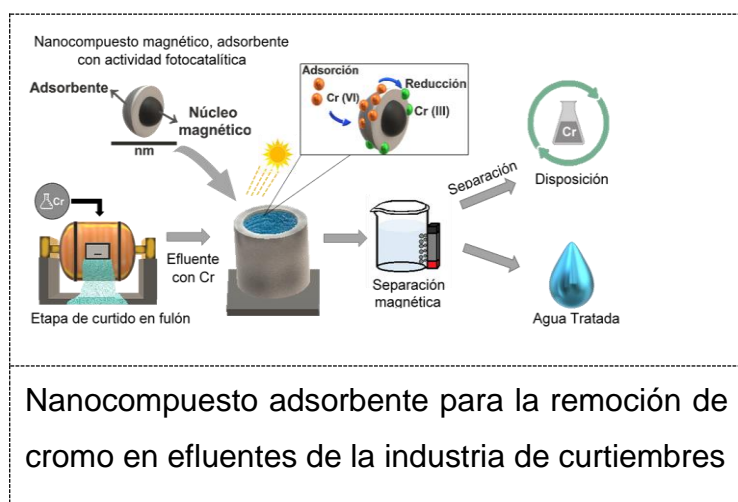 Nanocompuesto magnético, adsorbente
con actividad fotocatalítica
Adsorbente
Núcleo
magnético
nm
Adsorción
Cr (VI)
Reducción
Cr (III)
Cr
Efluente
con Cr
Etapa de curtido en fulón
Separación
magnética
Separación
Cr
Disposición
Agua Tratada
Nanocompuesto adsorbente para la remoción de
cromo en efluentes de la industria de curtiembres